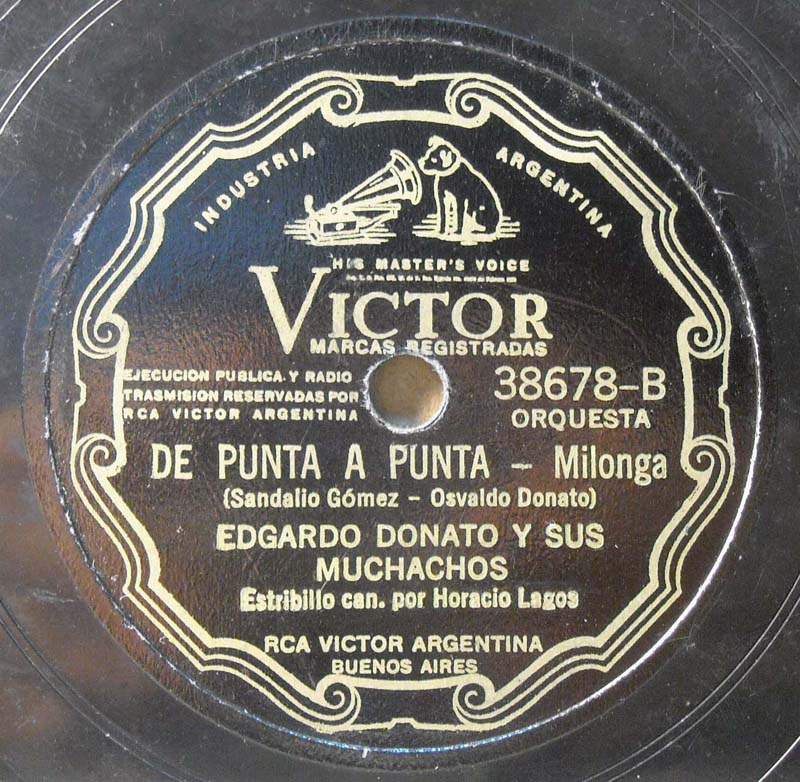 INDUSTRIA ARGENTINA
HIS MASTER'S VOICE
VICTOR
MARCAS REGISTRADAS
EJECUCION PUBLICA Y RADIO
TRASMISION RESERVADAS POR
RCA VICTOR ARGENTINA
38678-B
ORQUESTA
DE PUNTA A PUNTA - Milonga
(Sandalio Gómez - Osvaldo Donato)
EDGARDO DONATO Y SUS
MUCHACHOS
Estribillo can. por Horacio Lagos
RCA VICTOR ARGENTINA
BUENOS AIRES